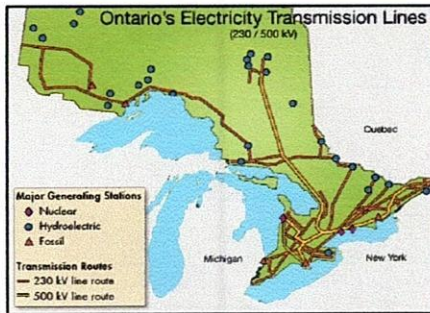 Ontario's Electricity Transmission Lines
(230 / 500 kV)
Quebec
Major Generating Stations
Nuclear
Hydroelectric
Fossil
Transmission Routes
230 kV line route
500 kV line route
Michigan
New York